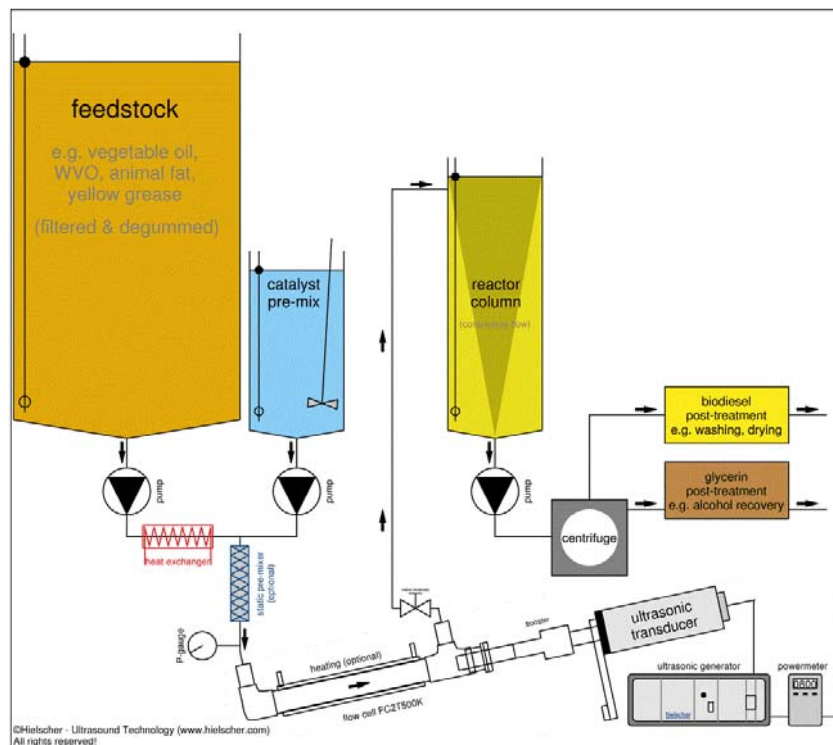 feedstock
e.g. vegetable oil,
WVO, animal fat,
yellow grease
(filtered & degummed)
catalyst
pre-mix
reactor
column
(continuous flow)
biodiesel
post-treatment
e.g. washing, drying
glycerin
post-treatment
e.g. alcohol recovery
pump
pump
pump
centrifuge
heat exchanger
static pre-mixer
(optional)
P-gauge
heating (optional)
flow cell FC2T500K
booster
ultrasonic
transducer
ultrasonic generator
powermeter
hielscher
©Hielscher - Ultrasound Technology (www.hielscher.com)
All rights reserved!